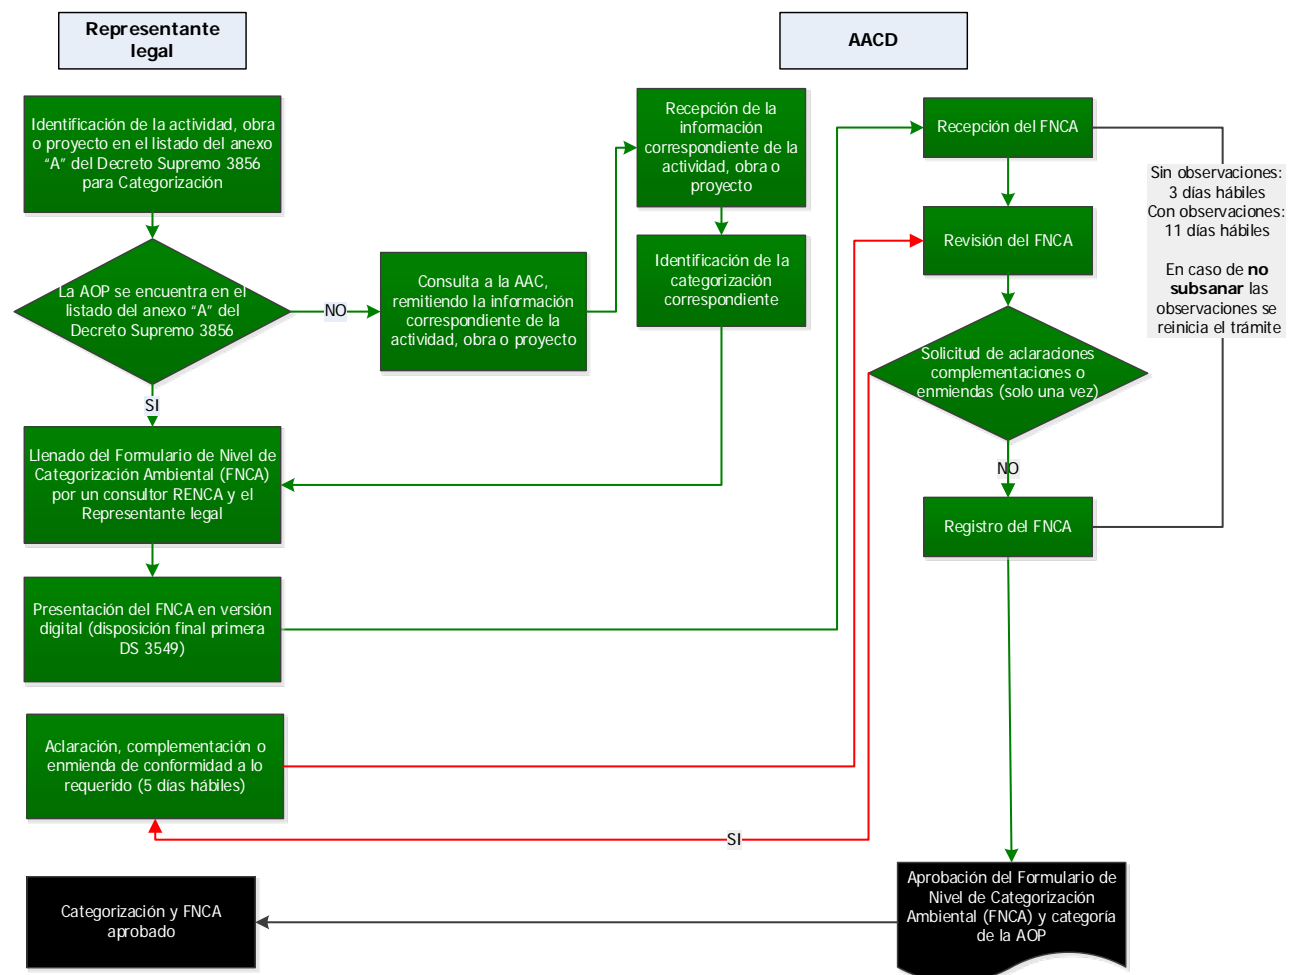 Representante
legal
AACD
Identificación de la actividad, obra
o proyecto en el listado del anexo
“A” del Decreto Supremo 3856
para Categorización
La AOP se encuentra en el
listado del anexo “A” del
Decreto Supremo 3856
NO
SI
Consulta a la AAC,
remitiendo la información
correspondiente de la
actividad, obra o proyecto
Recepción de la
información
correspondiente de la
actividad, obra o
proyecto
Identificación de la
categorización
correspondiente
Llenado del Formulario de Nivel de
Categorización Ambiental (FNCA)
por un consultor RENCA y el
Representante legal
Presentación del FNCA en versión
digital (disposición final primera
DS 3549)
Recepción del FNCA
Revisión del FNCA
Sin observaciones:
3 días hábiles
Con observaciones:
11 días hábiles
En caso de no
subsanar las
observaciones se
reinicia el trámite
Solicitud de aclaraciones
complementaciones o
enmiendas (solo una vez)
NO
Registro del FNCA
Aclaración, complementación o
enmienda de conformidad a lo
requerido (5 días hábiles)
SI
Aprobación del Formulario de
Nivel de Categorización
Ambiental (FNCA) y categoría
de la AOP
Categorización y FNCA
aprobado